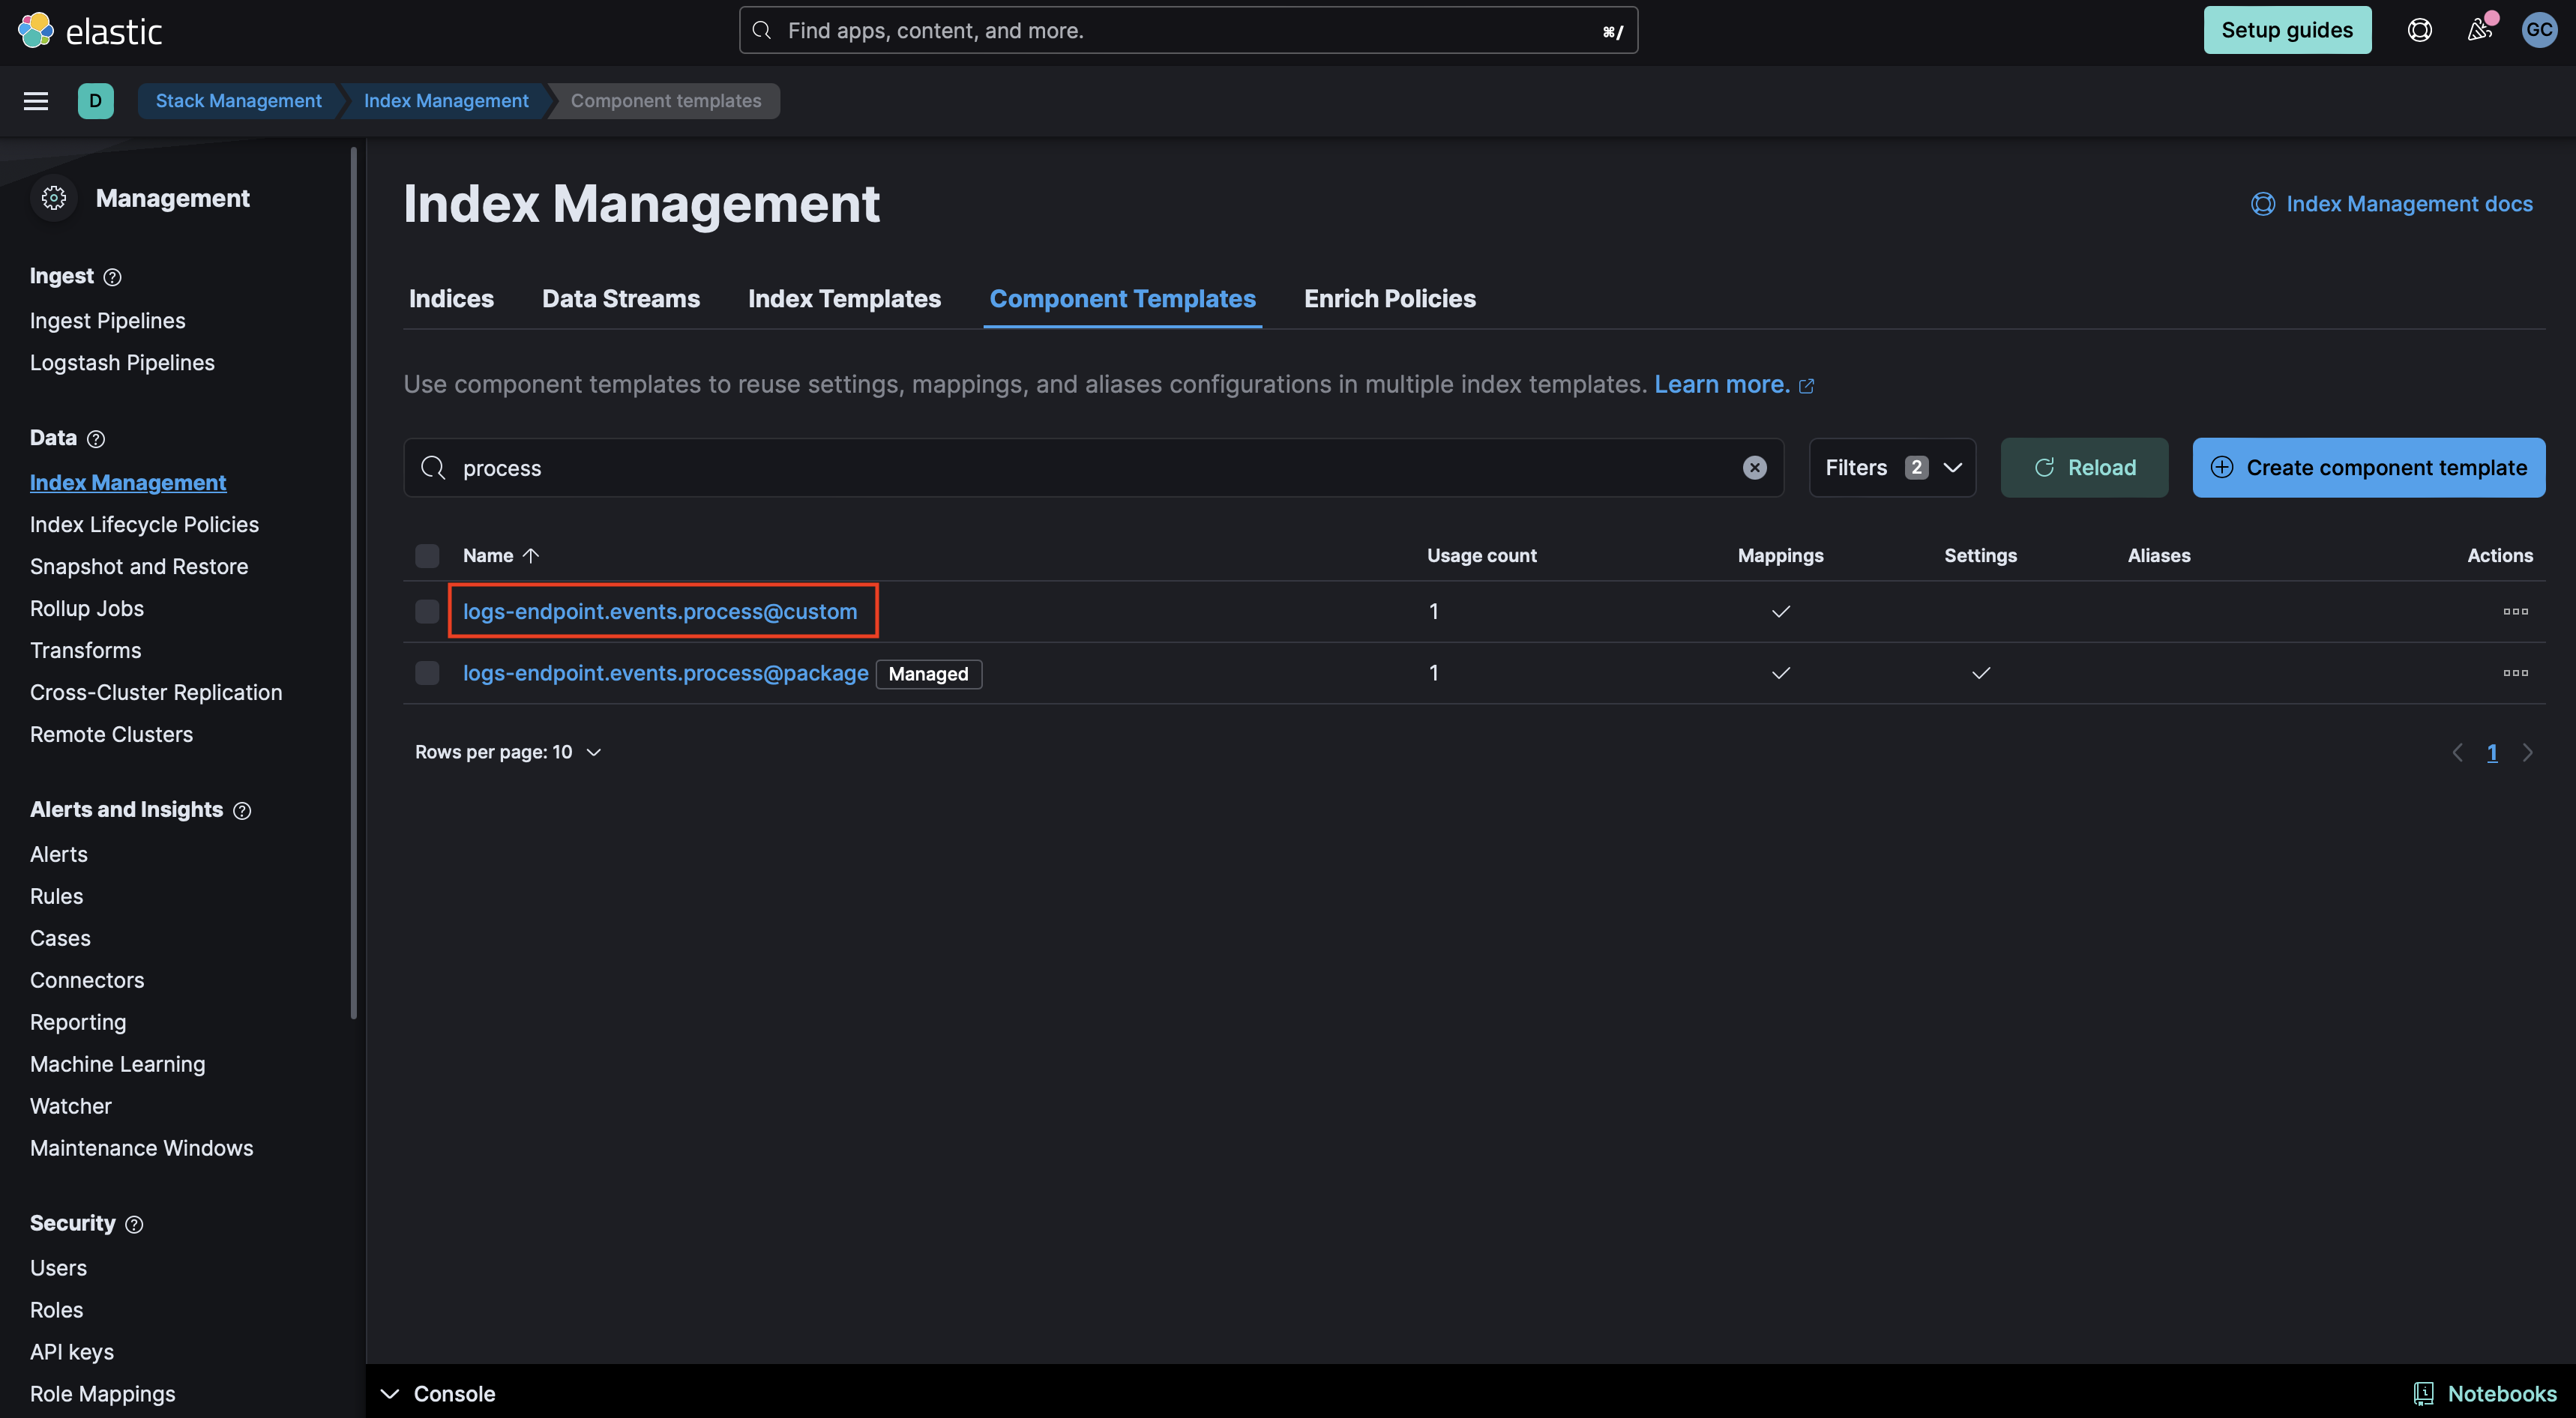 elastic
Find apps, content, and more.
⌘/
Setup guides
GC
D
Stack Management
Index Management
Component templates
Management
Ingest
Ingest Pipelines
Logstash Pipelines
Data
Index Management
Index Lifecycle Policies
Snapshot and Restore
Rollup Jobs
Transforms
Cross-Cluster Replication
Remote Clusters
Alerts and Insights
Alerts
Rules
Cases
Connectors
Reporting
Machine Learning
Watcher
Maintenance Windows
Security
Users
Roles
API keys
Role Mappings
Index Management
Index Management docs
Indices Data Streams Index Templates Component Templates Enrich Policies
Use component templates to reuse settings, mappings, and aliases configurations in multiple index templates. Learn more.
process
Filters 2
Reload
Create component template
Name Usage count Mappings Settings Aliases Actions
logs-endpoint.events.process@custom 1
logs-endpoint.events.process@package Managed 1
Rows per page: 10
1
Console
Notebooks